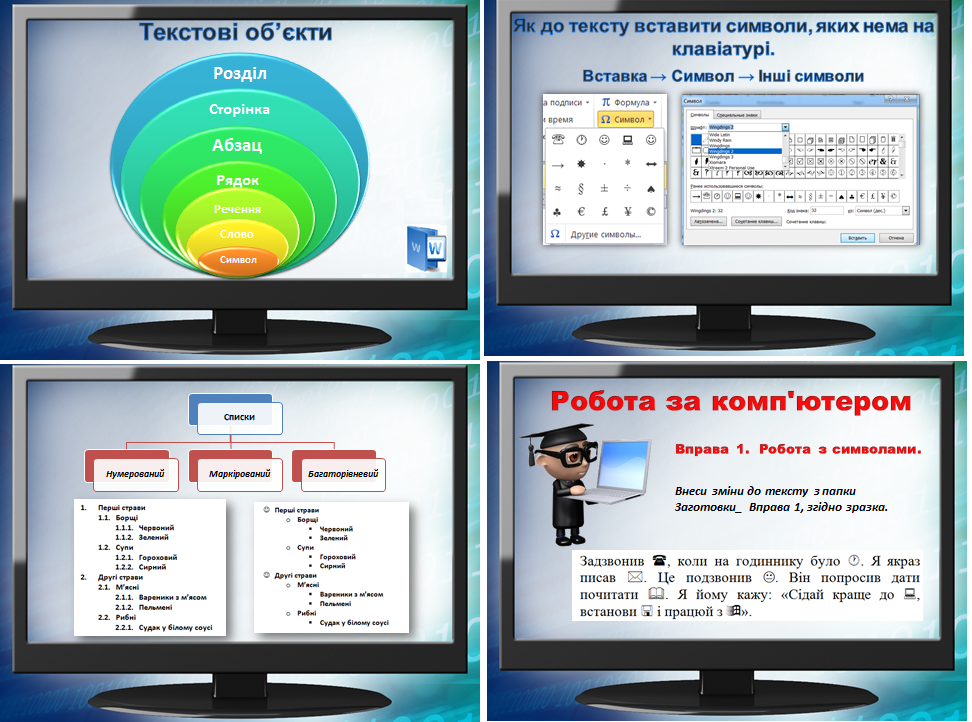 Текстові об’єкти
Розділ
Сторінка
Абзац
Рядок
Речення
Слово
Символ
W
W
Як до тексту вставити символи, яких нема на
клавіатурі.
Вставка → Символ → Інші символи
а подписи
π Формула
и время
Ω Символ
☎ 🕐 ☺ 💻 ☺
→ ✸ · * ↔
≈ § ± ÷ ♠
♣ € £ ¥ ©
Ω Другие символы...
Символ
Символы Специальные знаки
Шрифт: Wingdings 2
Wide Latin
Windy Rain
Wingdings
Wingdings 2
Wingdings 3
Ранее использовавшиеся символы:
Wingdings 2: 32
Код знака: 32
из: Символ (дес.)
Автозамена... Сочетание клавиш... Сочетание клавиш:
Вставить Отмена
Списки
Нумерований
Маркірований
Багаторівневий
1. Перші страви
1.1. Борщі
1.1.1. Червоний
1.1.2. Зелений
1.2. Супи
1.2.1. Гороховий
1.2.2. Сирний
2. Другі страви
2.1. М’ясні
2.1.1. Вареники з м’ясом
2.1.2. Пельмені
2.2. Рибні
2.2.1. Судак у білому соусі
☺ Перші страви
o Борщі
▪ Червоний
▪ Зелений
o Супи
▪ Гороховий
▪ Сирний
☺ Другі страви
o М’ясні
▪ Вареники з м’ясом
▪ Пельмені
o Рибні
▪ Судак у білому соусі
Робота за комп'ютером
Вправа 1. Робота з символами.
Внеси зміни до тексту з папки
Заготовки_ Вправа 1, згідно зразка.
Задзвонив ☎, коли на годиннику було 🕐. Я якраз
писав ✉. Це подзвонив ☺. Він попросив дати
почитати 📖. Я йому кажу: «Сідай краще до 💻,
встанови 💾 і працюй з 🪟».